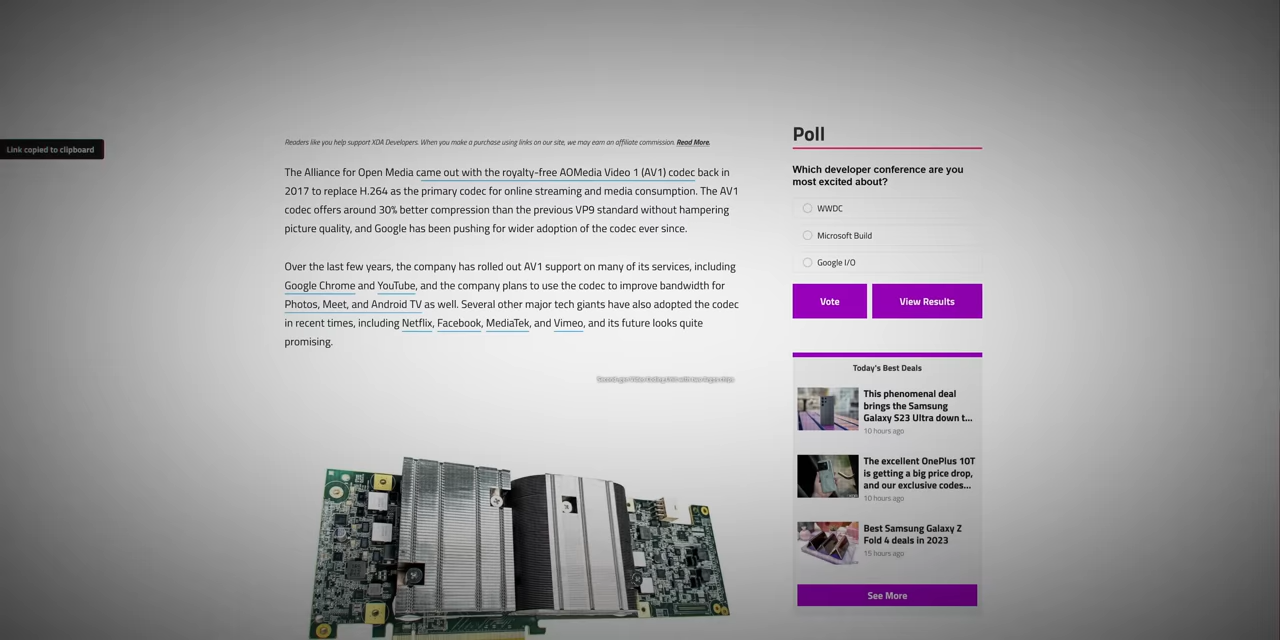 Link copied to clipboard
Readers like you help support XDA Developers. When you make a purchase using links on our site, we may earn an affiliate commission. Read More.
The Alliance for Open Media came out with the royalty-free AOMedia Video 1 (AV1) codec back in
2017 to replace H.264 as the primary codec for online streaming and media consumption. The AV1
codec offers around 30% better compression than the previous VP9 standard without hampering
picture quality, and Google has been pushing for wider adoption of the codec ever since.
Over the last few years, the company has rolled out AV1 support on many of its services, including
Google Chrome and YouTube, and the company plans to use the codec to improve bandwidth for
Photos, Meet, and Android TV as well. Several other major tech giants have also adopted the codec
in recent times, including Netflix, Facebook, MediaTek, and Vimeo, and its future looks quite
promising.
Poll
Which developer conference are you
most excited about?
WWDC
Microsoft Build
Google I/O
Vote
View Results
Today's Best Deals
This phenomenal deal
brings the Samsung
Galaxy S23 Ultra down t...
10 hours ago
The excellent OnePlus 10T
is getting a big price drop,
and our exclusive codes...
10 hours ago
Best Samsung Galaxy Z
Fold 4 deals in 2023
15 hours ago
See More